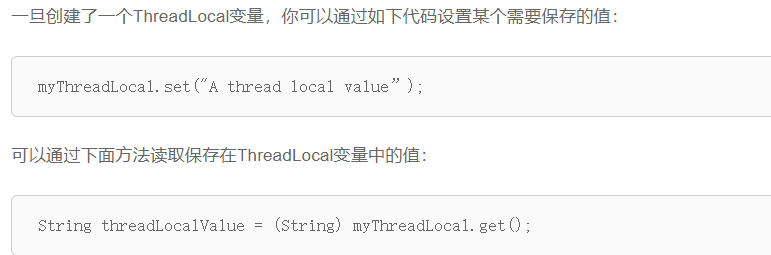 一旦创建了一个ThreadLocal变量，你可以通过如下代码设置某个需要保存的值：
myThreadLocal.set("A thread local value”);
可以通过下面方法读取保存在ThreadLocal变量中的值：
String threadLocalValue = (String) myThreadLocal.get();